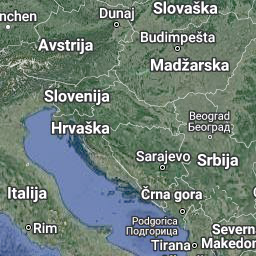 nchen
Dunaj
Slovaška
Avstrija
Budimpešta
Madžarska
Slovenija
Hrvaška
Beograd
Београд
Sarajevo
Srbija
Italija
Črna gora
Rim
Podgorica
Подгорица
Severn
Makedon
Tirana